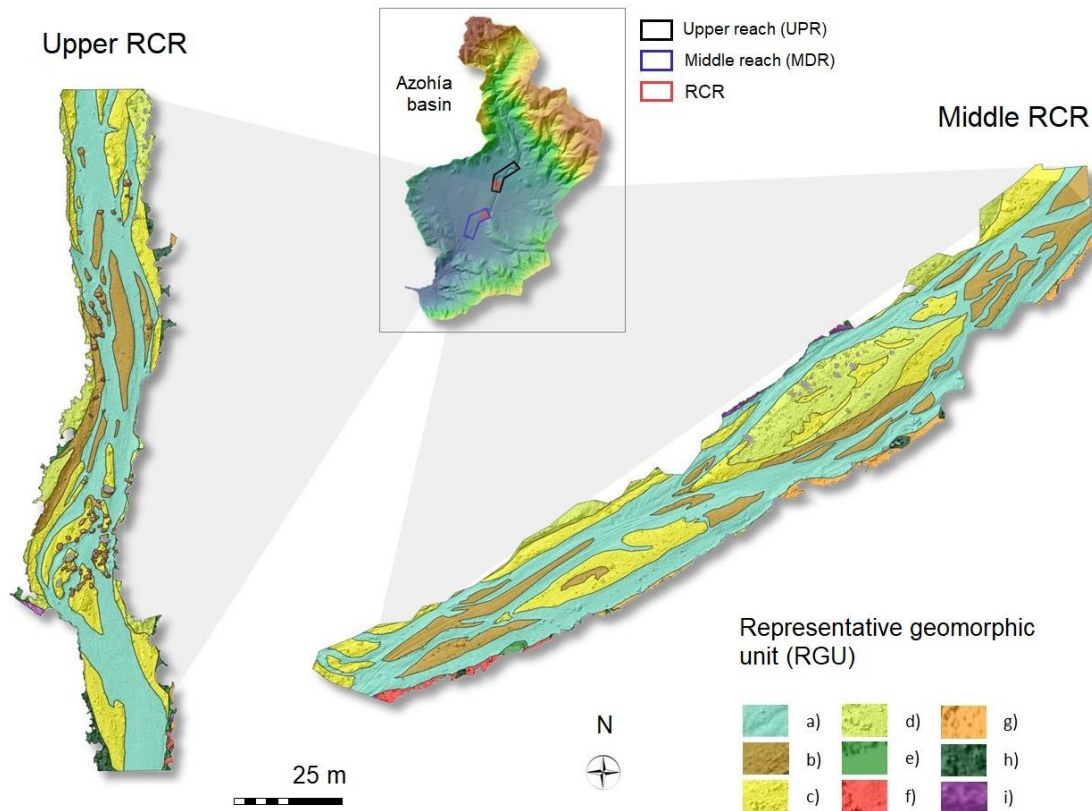 Upper RCR
Azohía
basin
Upper reach (UPR)
Middle reach (MDR)
RCR
Middle RCR
25 m
N
Representative geomorphic
unit (RGU)
a)
b)
c)
d)
e)
f)
g)
h)
i)